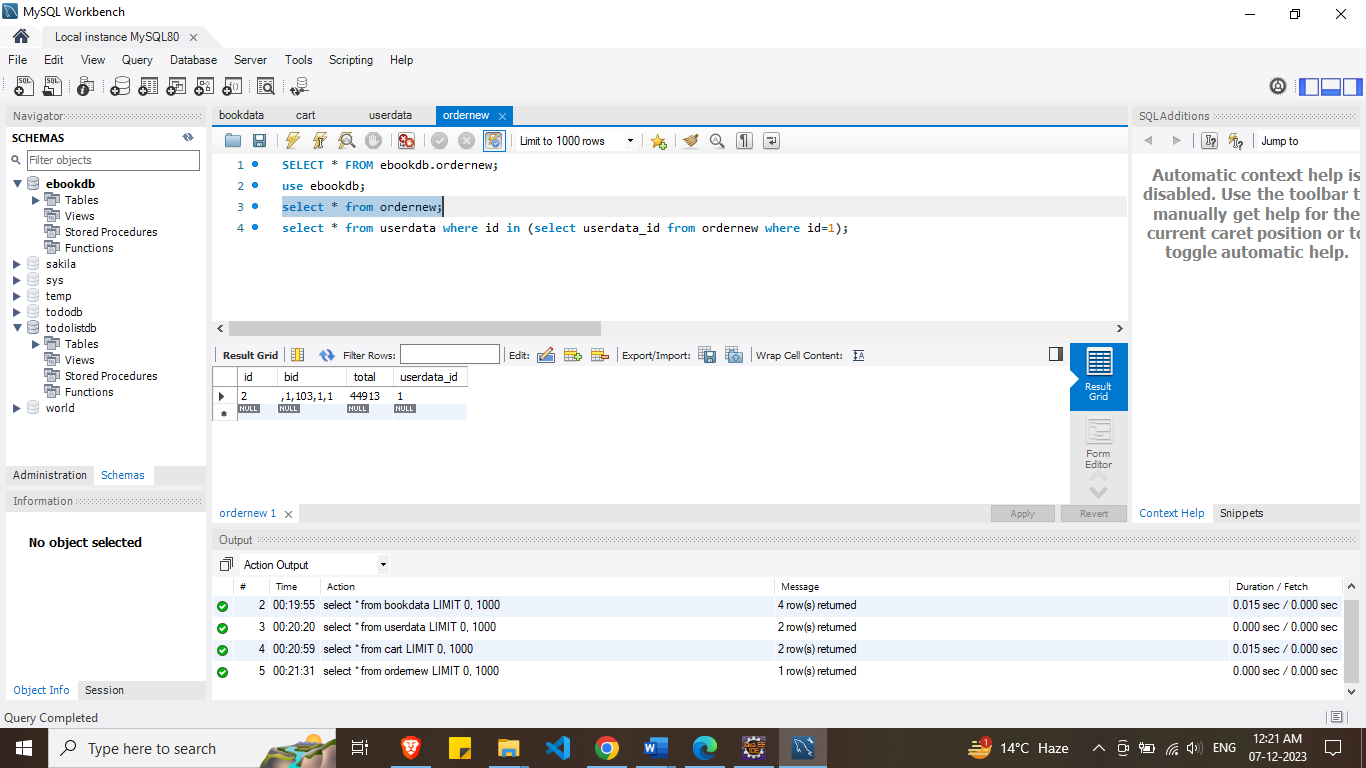 MySQL Workbench
Local instance MySQL80
File Edit View Query Database Server Tools Scripting Help
Navigator
SCHEMAS
Filter objects
ebookdb
Tables
Views
Stored Procedures
Functions
sakila
sys
temp
tododb
todolistdb
Tables
Views
Stored Procedures
Functions
world
Administration Schemas
Information
No object selected
Object Info Session
bookdata cart userdata ordernew
Limit to 1000 rows
1 SELECT * FROM ebookdb.ordernew;
2 use ebookdb;
3 select * from ordernew;
4 select * from userdata where id in (select userdata_id from ordernew where id=1);
Result Grid Filter Rows: Edit: Export/Import: Wrap Cell Content:
id bid total userdata_id
2 ,1,103,1,1 44913 1
NULL NULL NULL NULL
Result
Grid
Form
Editor
ordernew 1 Apply Revert
SQLAdditions
Jump to
Automatic context help is
disabled. Use the toolbar t
manually get help for the
current caret position or to
toggle automatic help.
Context Help Snippets
Output
Action Output
# Time Action Message Duration / Fetch
2 00:19:55 select * from bookdata LIMIT 0, 1000 4 row(s) returned 0.015 sec / 0.000 sec
3 00:20:20 select * from userdata LIMIT 0, 1000 2 row(s) returned 0.000 sec / 0.000 sec
4 00:20:59 select * from cart LIMIT 0, 1000 2 row(s) returned 0.015 sec / 0.000 sec
5 00:21:31 select * from ordernew LIMIT 0, 1000 1 row(s) returned 0.000 sec / 0.000 sec
Query Completed
Type here to search
14°C Haze
ENG
12:21 AM
07-12-2023